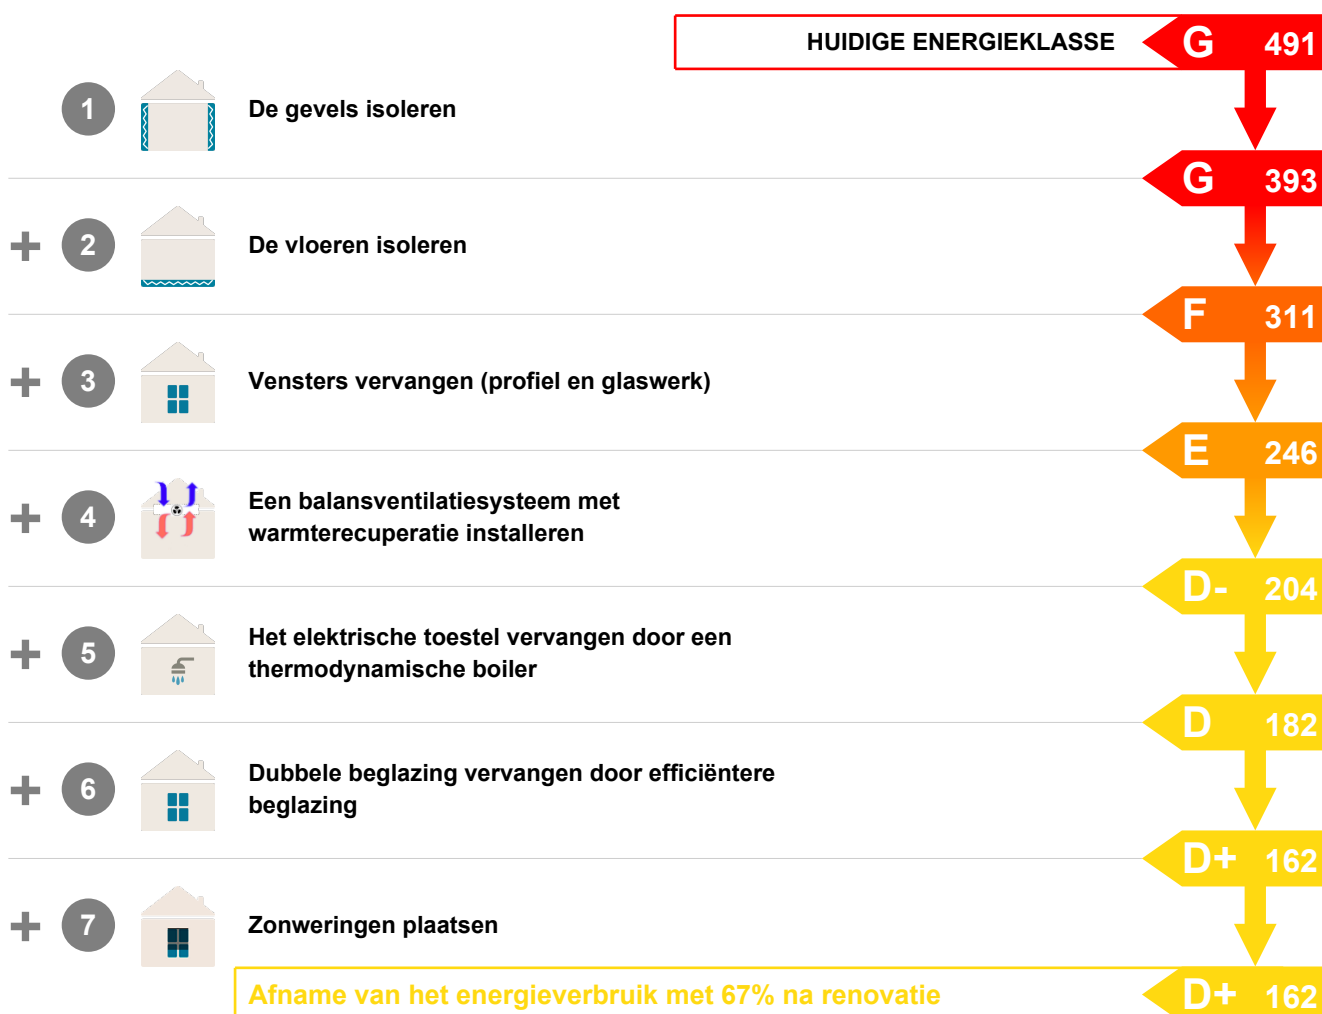 HUIDIGE ENERGIEKLASSE G 491
1 De gevels isoleren
G 393
+ 2 De vloeren isoleren
F 311
+ 3 Vensters vervangen (profiel en glaswerk)
E 246
+ 4 Een balansventilatiesysteem met
warmterecuperatie installeren
D- 204
+ 5 Het elektrische toestel vervangen door een
thermodynamische boiler
D 182
+ 6 Dubbele beglazing vervangen door efficiëntere
beglazing
D+ 162
+ 7 Zonweringen plaatsen
Afname van het energieverbruik met 67% na renovatie D+ 162